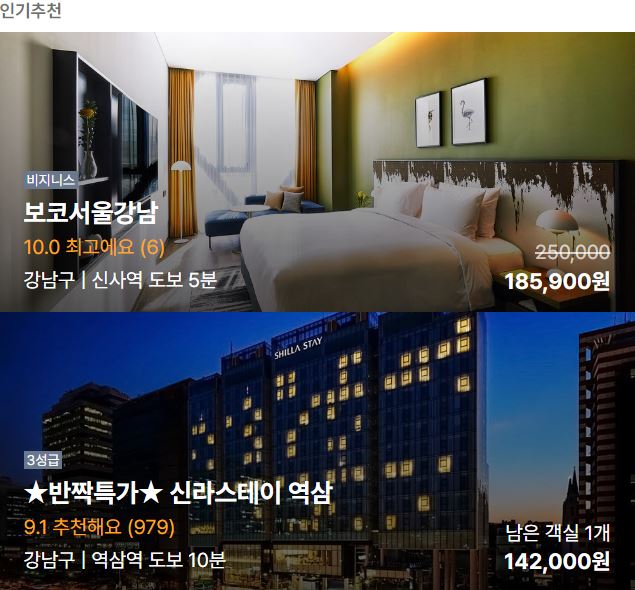 인기추천
비지니스
보코서울강남
10.0 최고에요 (6)
강남구 | 신사역 도보 5분
250,000
185,900원
SHILLA STAY
3성급
★반짝특가★ 신라스테이 역삼
9.1 추천해요 (979)
강남구 | 역삼역 도보 10분
남은 객실 1개
142,000원